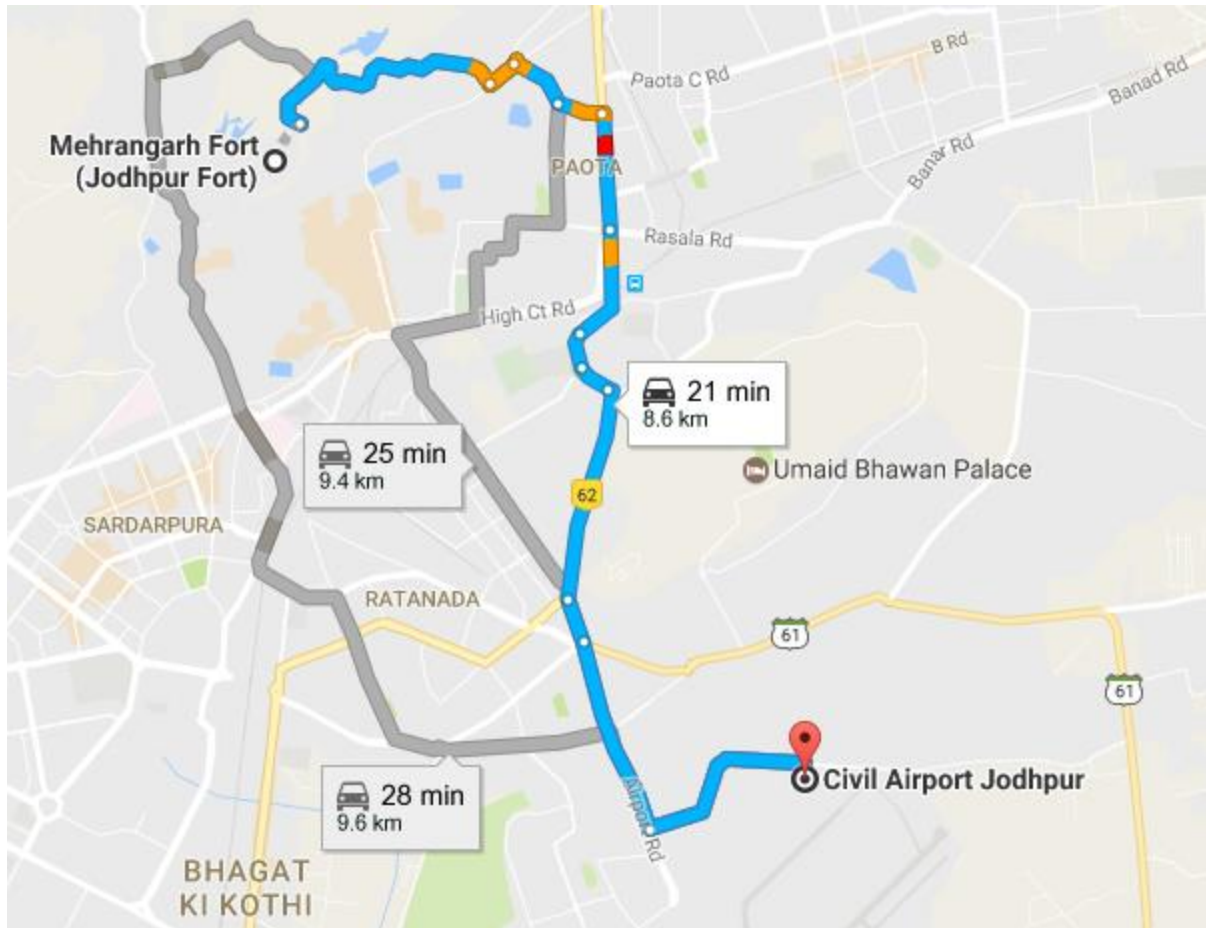 B Rd
Paota C Rd
Banad Rd
Mehrangarh Fort
(Jodhpur Fort)
PAOTA
Banar Rd
Rasala Rd
High Ct Rd
21 min
8.6 km
25 min
9.4 km
Umaid Bhawan Palace
62
SARDARPURA
RATANADA
61
61
Civil Airport Jodhpur
28 min
9.6 km
Airport Rd
BHAGAT
KI KOTHI